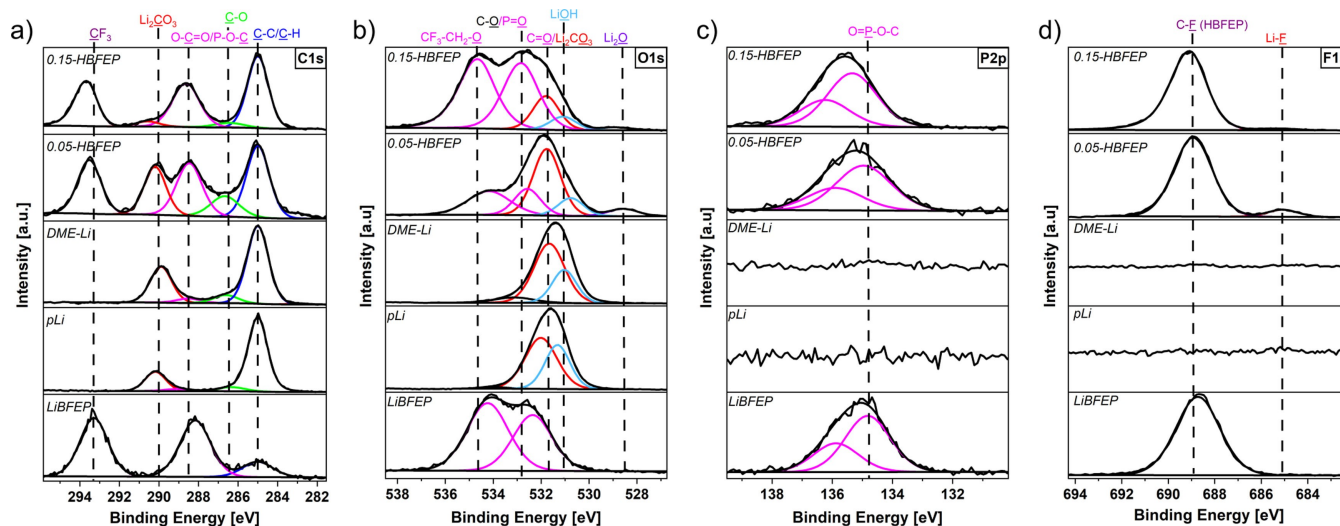 a)
CF₃
Li₂CO₃
C-O
O-C=O/P-O-C
C-C/C-H
C1s
0.15-HBFEP
0.05-HBFEP
DME-Li
pLi
LiBFEP
Intensity [a.u]
294 292 290 288 286 284 282
Binding Energy [eV]
b)
C-O/P=O
LiOH
CF₃-CH₂-O
C=O/Li₂CO₃
Li₂O
O1s
0.15-HBFEP
0.05-HBFEP
DME-Li
pLi
LiBFEP
Intensity [a.u]
538 536 534 532 530 528
Binding Energy [eV]
c)
O=P-O-C
P2p
0.15-HBFEP
0.05-HBFEP
DME-Li
pLi
LiBFEP
Intensity [a.u]
138 136 134 132
Binding Energy [eV]
d)
C-F (HBFEP)
Li-F
F1
0.15-HBFEP
0.05-HBFEP
DME-Li
pLi
LiBFEP
Intensity [a.u]
694 692 690 688 686 684
Binding Energy [eV]